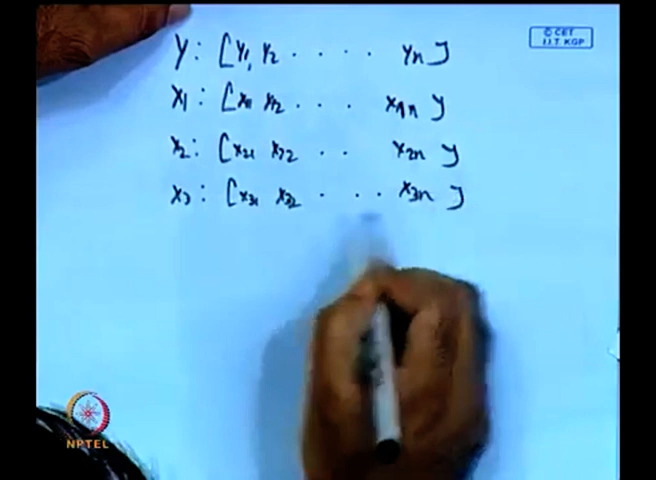 © CET
I.I.T. KGP
Y : [y1, y2 . . . . yn]
x1 : [x11 x12 . . . x1n]
x2 : [x21 x22 . . x2n]
x3 : [x31 x32 . . . x3n]
NPTEL